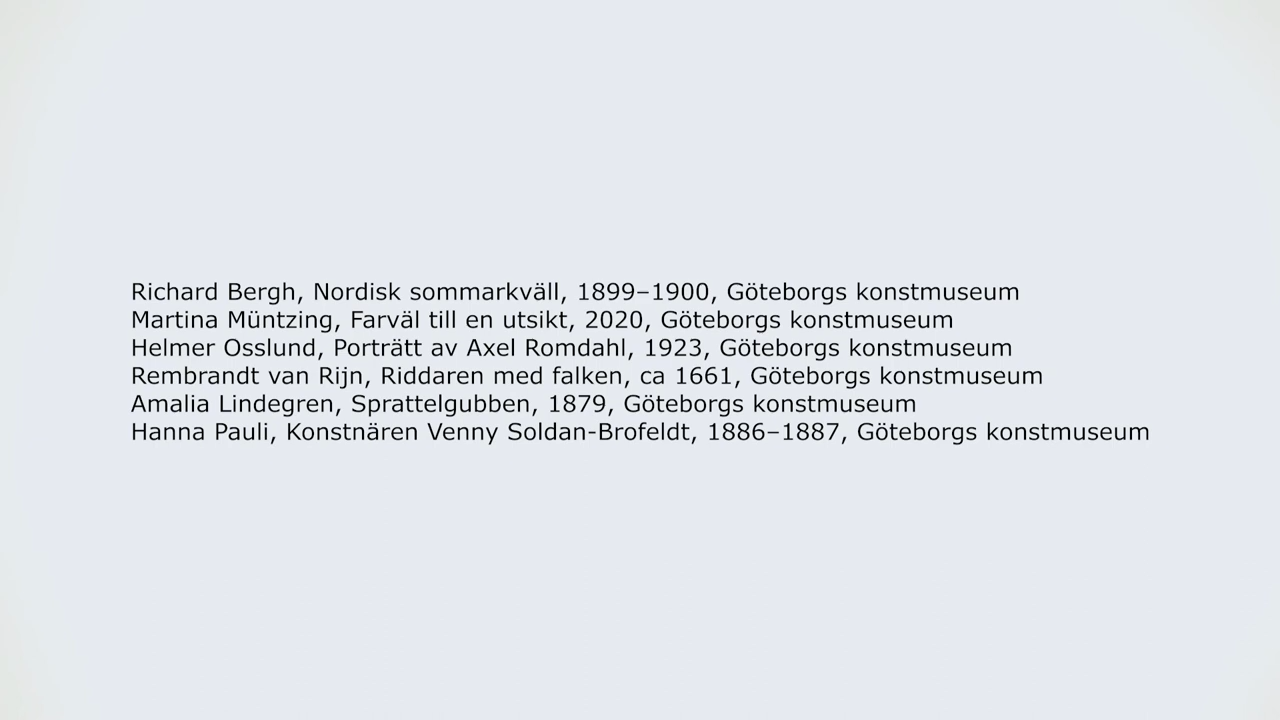 Richard Bergh, Nordisk sommarkväll, 1899–1900, Göteborgs konstmuseum
Martina Müntzing, Farväl till en utsikt, 2020, Göteborgs konstmuseum
Helmer Osslund, Porträtt av Axel Romdahl, 1923, Göteborgs konstmuseum
Rembrandt van Rijn, Riddaren med falken, ca 1661, Göteborgs konstmuseum
Amalia Lindegren, Sprattelgubben, 1879, Göteborgs konstmuseum
Hanna Pauli, Konstnären Venny Soldan-Brofeldt, 1886–1887, Göteborgs konstmuseum